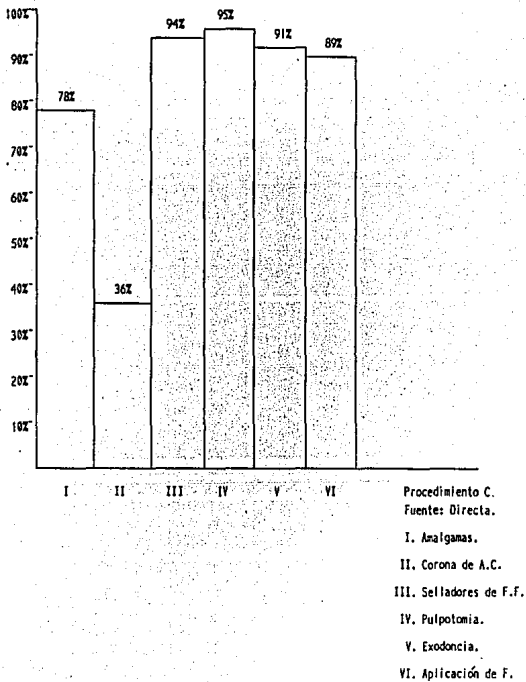 100%
94%
95%
91%
89%
90%
78%
80%
70%
60%
50%
40%
36%
30%
20%
10%
I II III IV V VI
Procedimiento C.
Fuente: Directa.
I. Amalgamas.
II. Corona de A.C.
III. Selladores de F.F.
IV. Pulpotomia.
V. Exodoncia.
VI. Aplicación de F.